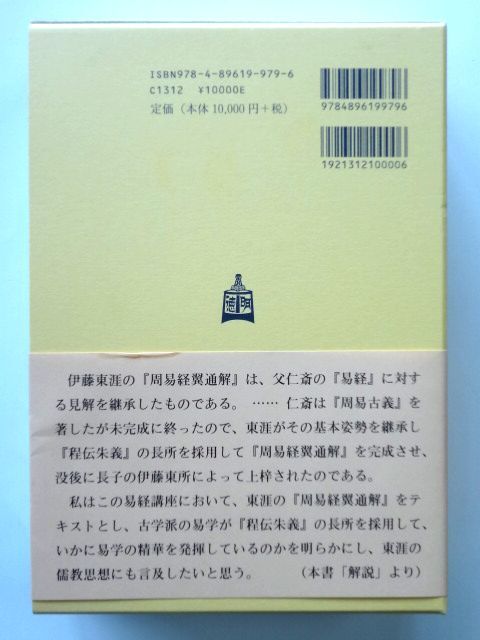 ISBN978-4-89619-979-6
C1312 ¥10000E
定価（本体10,000円＋税）
9784896199796
1921312100006
明徳
伊藤東涯の『周易経翼通解』は、父仁斎の『易経』に対す
る見解を継承したものである。…… 仁斎は『周易古義』を
著したが未完成に終ったので、東涯がその基本姿勢を継承し
『程伝朱義』の長所を採用して『周易経翼通解』を完成させ、
没後に長子の伊藤東所によって上梓されたのである。
私はこの易経講座において、東涯の『周易経翼通解』をテ
キストとし、古学派の易学が『程伝朱義』の長所を採用して、
いかに易学の精華を発揮しているのかを明らかにし、東涯の
儒教思想にも言及したいと思う。 （本書「解説」より）